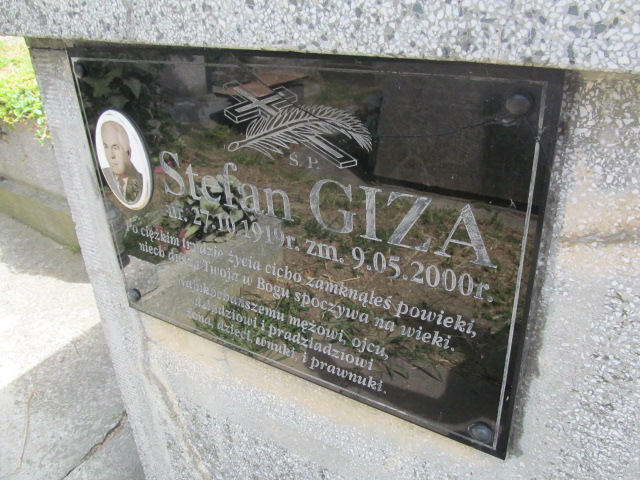 Ś. P.
Stefan GIZA
ur. 27.10.1919r. zm. 9.05.2000r.
Po ciężkim trudzie życia cicho zamknąłeś powieki,
niech dusza Twoja w Bogu spoczywa na wieki.
najukochańszemu mężowi, ojcu,
dziadziowi i pradziadziowi
żona, dzieci, wnuki, i prawnuki.